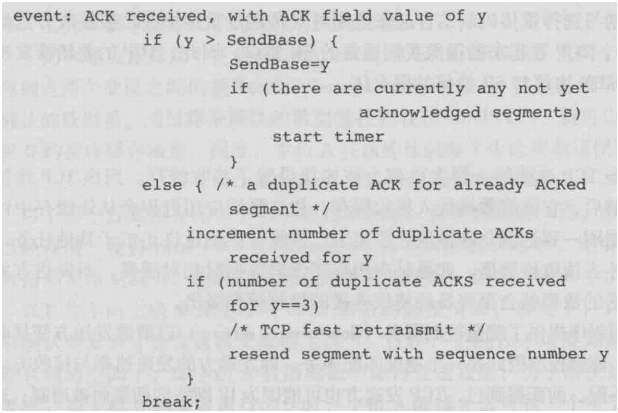 event: ACK received, with ACK field value of y
if (y > SendBase) {
SendBase=y
if (there are currently any not yet
acknowledged segments)
start timer
}
else { /* a duplicate ACK for already ACKed
segment */
increment number of duplicate ACKs
received for y
if (number of duplicate ACKS received
for y==3)
/* TCP fast retransmit */
resend segment with sequence number y
}
break;